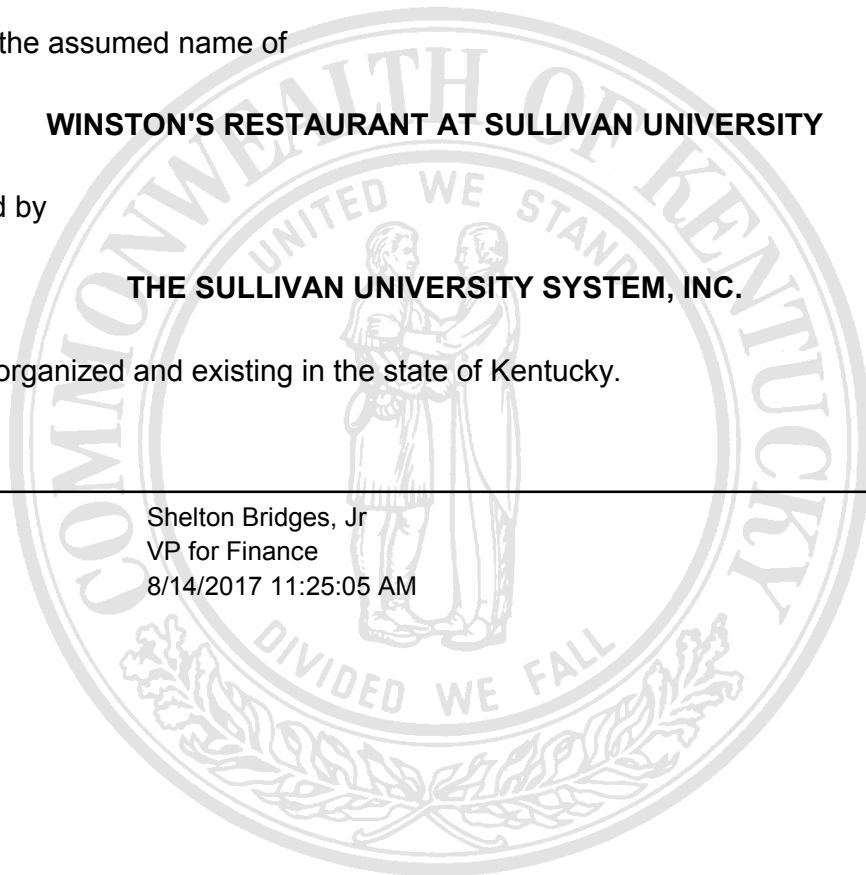 the assumed name of
WINSTON'S RESTAURANT AT SULLIVAN UNIVERSITY
d by
THE SULLIVAN UNIVERSITY SYSTEM, INC.
organized and existing in the state of Kentucky.
Shelton Bridges, Jr
VP for Finance
8/14/2017 11:25:05 AM
COMMONWEALTH OF KENTUCKY
UNITED WE STAND
DIVIDED WE FALL